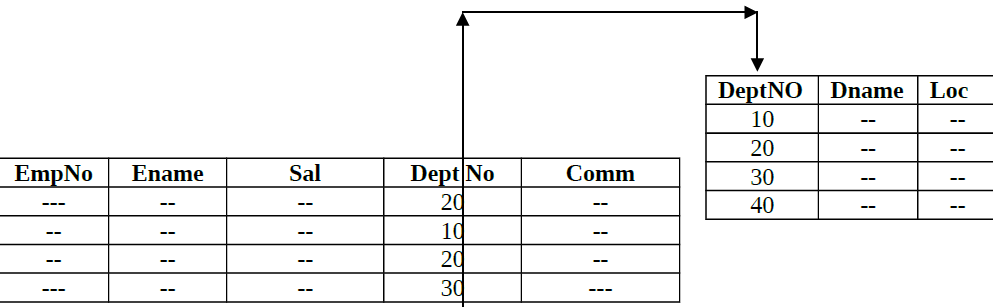 DeptNO Dname Loc
10 -- --
20 -- --
30 -- --
40 -- --
EmpNo Ename Sal Dept No Comm
--- -- -- 20 --
-- -- -- 10 --
-- -- -- 20 --
--- -- -- 30 ---